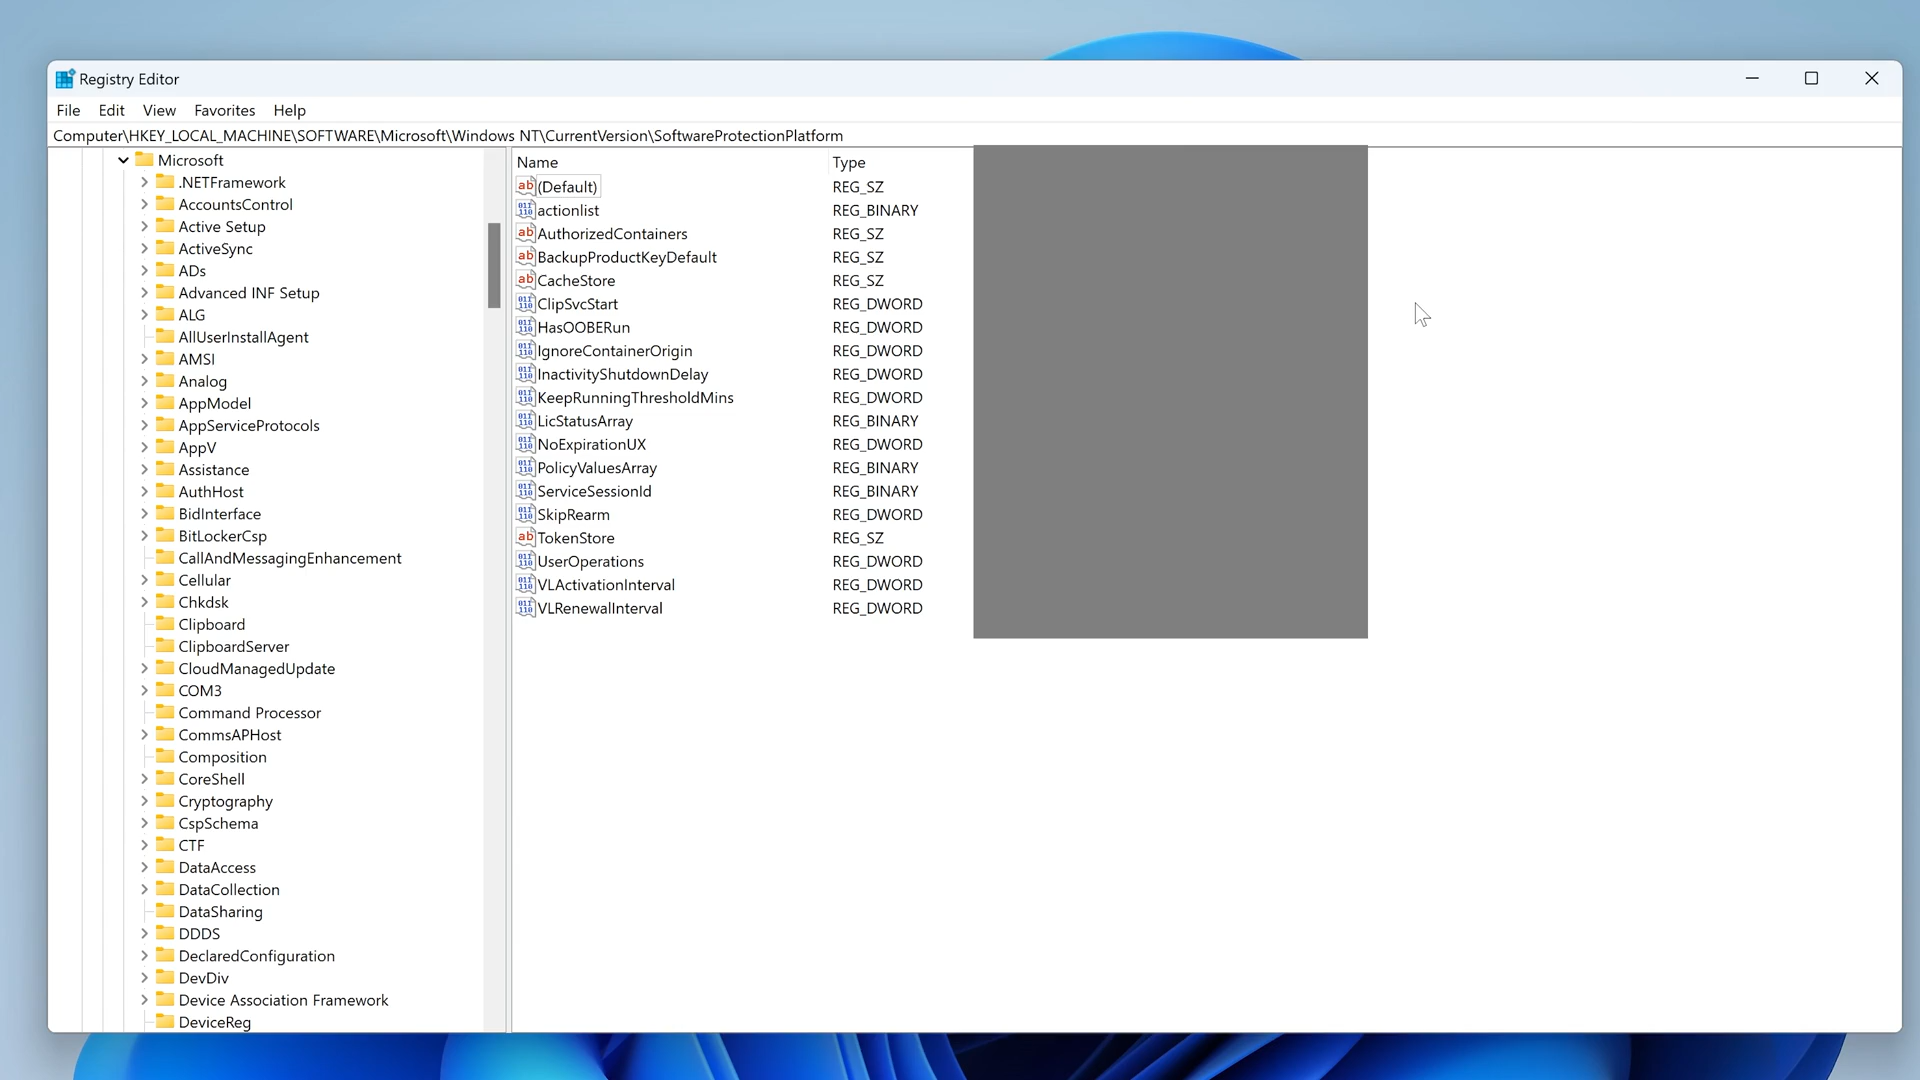 Registry Editor
File Edit View Favorites Help
Computer\HKEY_LOCAL_MACHINE\SOFTWARE\Microsoft\Windows NT\CurrentVersion\SoftwareProtectionPlatform
Microsoft
.NETFramework
AccountsControl
Active Setup
ActiveSync
ADs
Advanced INF Setup
ALG
AllUserInstallAgent
AMSI
Analog
AppModel
AppServiceProtocols
AppV
Assistance
AuthHost
BidInterface
BitLockerCsp
CallAndMessagingEnhancement
Cellular
Chkdsk
Clipboard
ClipboardServer
CloudManagedUpdate
COM3
Command Processor
CommsAPHost
Composition
CoreShell
Cryptography
CspSchema
CTF
DataAccess
DataCollection
DataSharing
DDDS
DeclaredConfiguration
DevDiv
Device Association Framework
DeviceReg
Name Type
(Default) REG_SZ
actionlist REG_BINARY
AuthorizedContainers REG_SZ
BackupProductKeyDefault REG_SZ
CacheStore REG_SZ
ClipSvcStart REG_DWORD
HasOOBERun REG_DWORD
IgnoreContainerOrigin REG_DWORD
InactivityShutdownDelay REG_DWORD
KeepRunningThresholdMins REG_DWORD
LicStatusArray REG_BINARY
NoExpirationUX REG_DWORD
PolicyValuesArray REG_BINARY
ServiceSessionId REG_BINARY
SkipRearm REG_DWORD
TokenStore REG_SZ
UserOperations REG_DWORD
VLActivationInterval REG_DWORD
VLRenewalInterval REG_DWORD